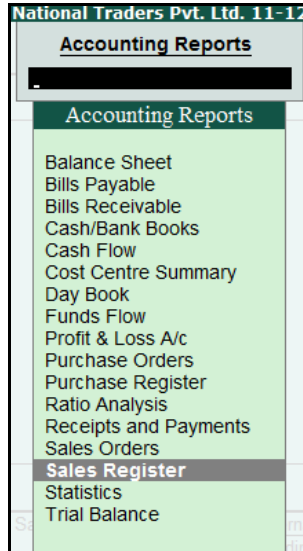 National Traders Pvt. Ltd. 11-12
Accounting Reports
Accounting Reports
Balance Sheet
Bills Payable
Bills Receivable
Cash/Bank Books
Cash Flow
Cost Centre Summary
Day Book
Funds Flow
Profit & Loss A/c
Purchase Orders
Purchase Register
Ratio Analysis
Receipts and Payments
Sales Orders
Sales Register
Statistics
Trial Balance